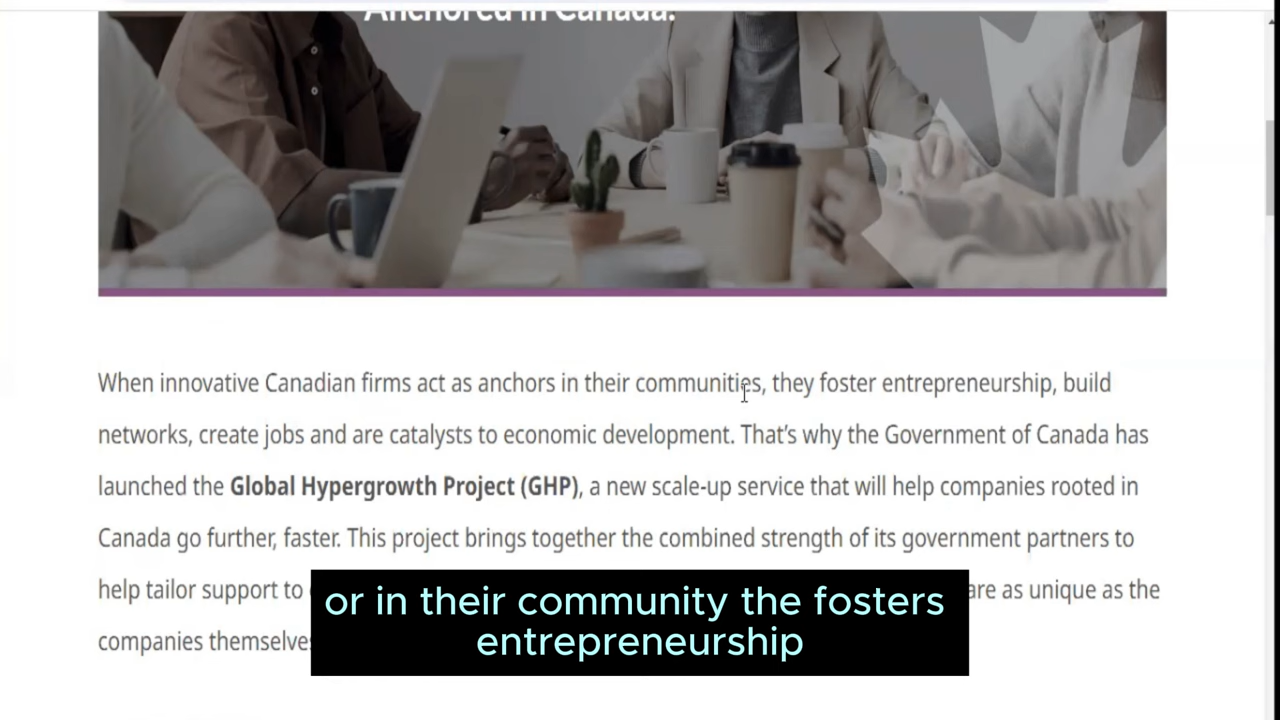 Anchored in Canada.
When innovative Canadian firms act as anchors in their communities, they foster entrepreneurship, build
networks, create jobs and are catalysts to economic development. That's why the Government of Canada has
launched the Global Hypergrowth Project (GHP), a new scale-up service that will help companies rooted in
Canada go further, faster. This project brings together the combined strength of its government partners to
help tailor support to are as unique as the
companies themselves
or in their community the fosters
entrepreneurship